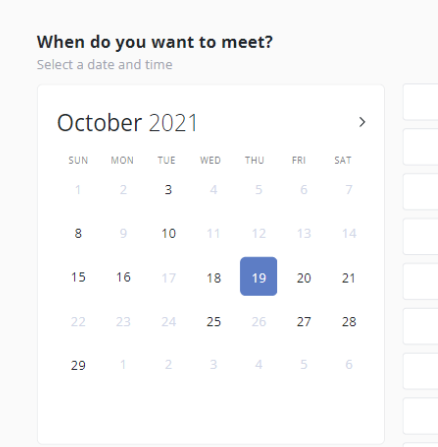 When do you want to meet?
Select a date and time
October 2021
SUN MON TUE WED THU FRI SAT
1 2 3 4 5 6 7
8 9 10 11 12 13 14
15 16 17 18 19 20 21
22 23 24 25 26 27 28
29 1 2 3 4 5 6